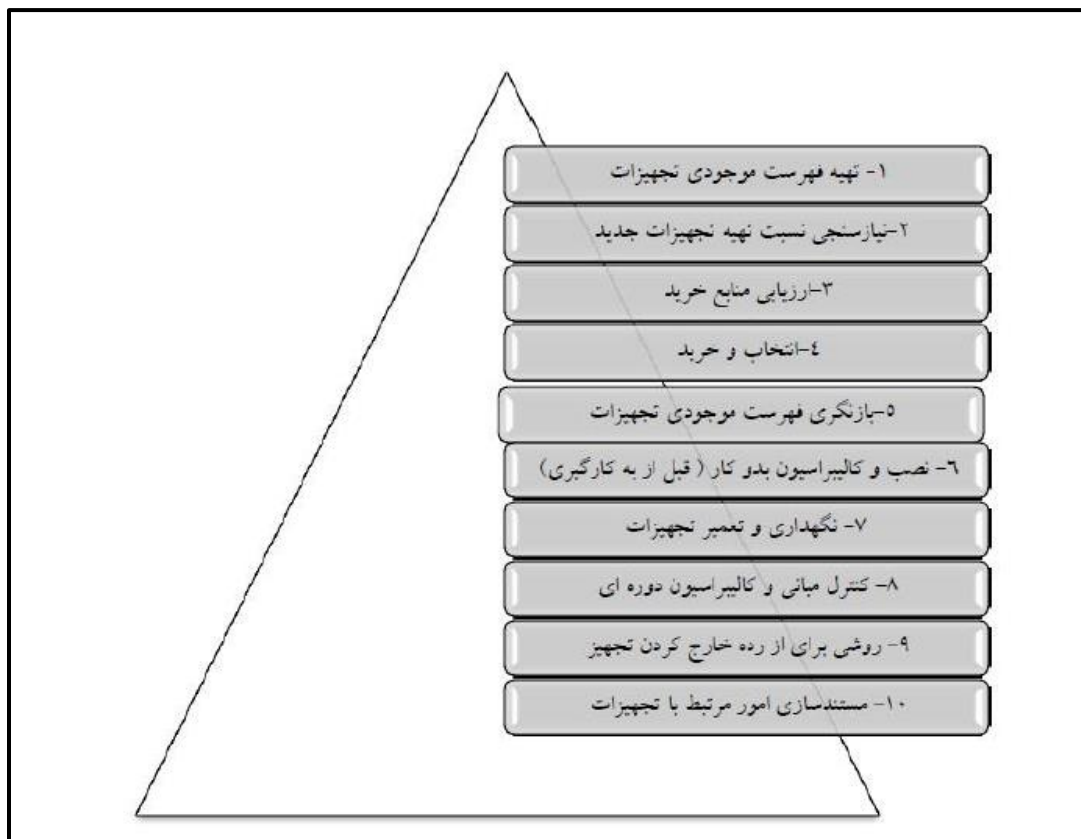 ۱- تهیه فهرست موجودی تجهیزات
۲-نیازسنجی نسبت تهیه تجهیزات جدید
۳-ارزیابی منابع خرید
٤-انتخاب و خرید
٥-بازنگری فهرست موجودی تجهیزات
٦- نصب و کالیبراسیون بدو کار ( قبل از به کارگیری)
۷- نگهداری و تعمیر تجهیزات
۸- کنترل میانی و کالیبراسیون دوره ای
۹- روشی برای از رده خارج کردن تجهیز
۱۰- مستندسازی امور مرتبط با تجهیزات